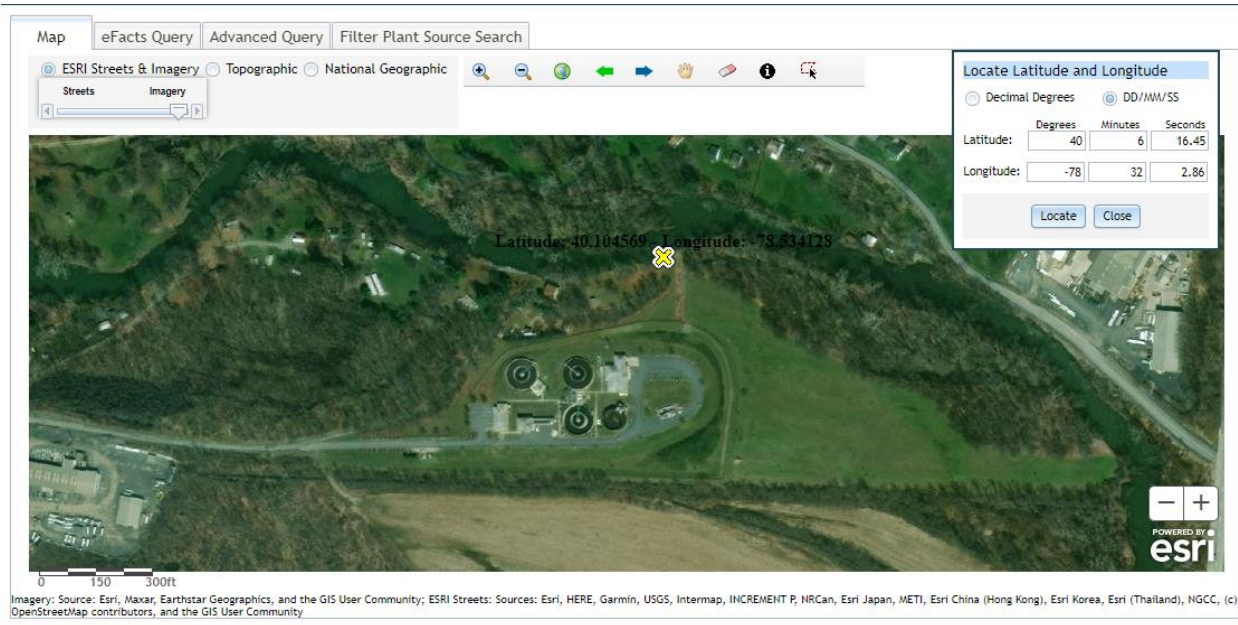 Map eFacts Query Advanced Query Filter Plant Source Search
ESRI Streets & Imagery Topographic National Geographic
Streets Imagery
Locate Latitude and Longitude
Decimal Degrees DD/MM/SS
Degrees Minutes Seconds
Latitude: 40 6 16.45
Longitude: -78 32 2.86
Locate Close
Latitude: 40.104569 Longitude: -78.534128
POWERED BY
esri
0 150 300ft
Imagery: Source: Esri, Maxar, Earthstar Geographics, and the GIS User Community; ESRI Streets: Sources: Esri, HERE, Garmin, USGS, Intermap, INCREMENT P, NRCan, Esri Japan, METI, Esri China (Hong Kong), Esri Korea, Esri (Thailand), NGCC, (c)
OpenStreetMap contributors, and the GIS User Community